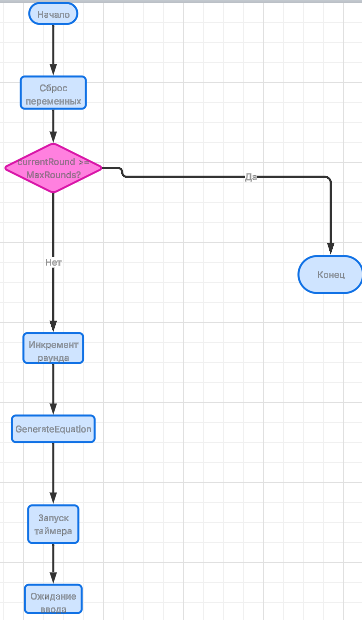 Начало
Сброс
переменных
currentRound >=
MaxRounds?
Да
Конец
Нет
Инкремент
раунда
GenerateEquation
Запуск
таймера
Ожидание
ввода